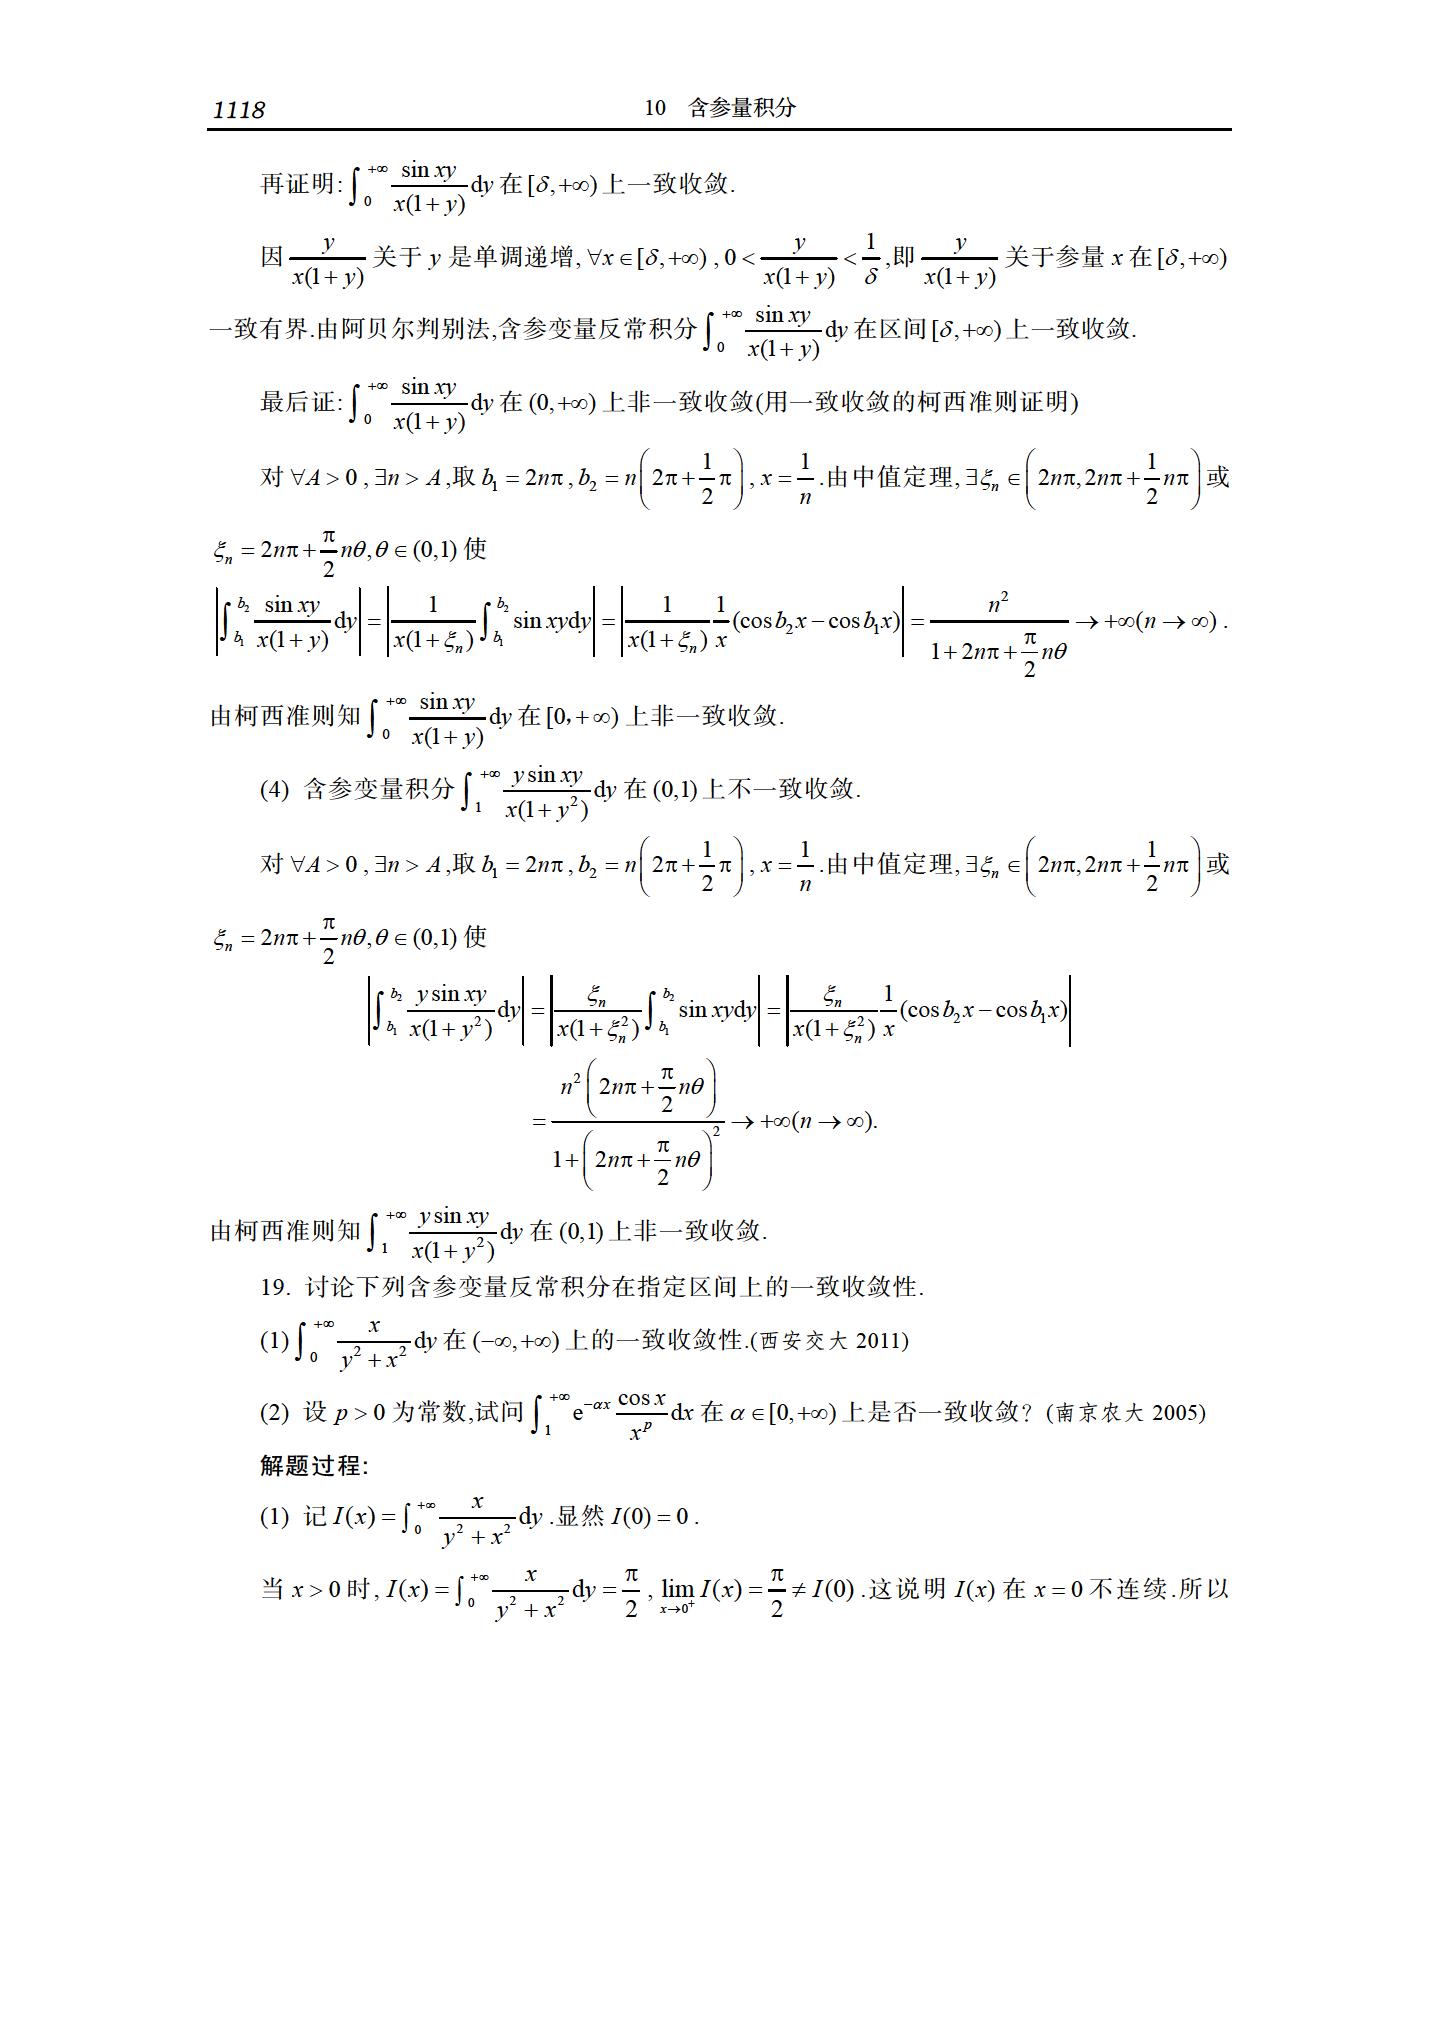 1118 10 含参量积分
再证明: $\int_0^{+\infty} \frac{\sin xy}{x(1+y)} \mathrm{d}y$ 在 $[\delta,+\infty)$ 上一致收敛.
因 $\frac{y}{x(1+y)}$ 关于 $y$ 是单调递增, $\forall x \in [\delta,+\infty)$ , $0 < \frac{y}{x(1+y)} < \frac{1}{\delta}$ ,即 $\frac{y}{x(1+y)}$ 关于参量 $x$ 在 $[\delta,+\infty)$
一致有界.由阿贝尔判别法,含参变量反常积分 $\int_0^{+\infty} \frac{\sin xy}{x(1+y)} \mathrm{d}y$ 在区间 $[\delta,+\infty)$ 上一致收敛.
最后证: $\int_0^{+\infty} \frac{\sin xy}{x(1+y)} \mathrm{d}y$ 在 $(0,+\infty)$ 上非一致收敛(用一致收敛的柯西准则证明)
对 $\forall A > 0$ , $\exists n > A$ ,取 $b_1 = 2n\pi$ , $b_2 = n\left(2\pi + \frac{1}{2}\pi\right)$ , $x = \frac{1}{n}$ .由中值定理, $\exists \xi_n \in \left(2n\pi, 2n\pi + \frac{1}{2}n\pi\right)$ 或
$\xi_n = 2n\pi + \frac{\pi}{2}n\theta, \theta \in (0,1)$ 使
$\left|\int_{b_1}^{b_2} \frac{\sin xy}{x(1+y)} \mathrm{d}y\right| = \left|\frac{1}{x(1+\xi_n)} \int_{b_1}^{b_2} \sin xy \mathrm{d}y\right| = \left|\frac{1}{x(1+\xi_n)} \frac{1}{x} (\cos b_2 x - \cos b_1 x)\right| = \frac{n^2}{1+2n\pi+\frac{\pi}{2}n\theta} \to +\infty (n \to \infty)$ .
由柯西准则知 $\int_0^{+\infty} \frac{\sin xy}{x(1+y)} \mathrm{d}y$ 在 $[0,+\infty)$ 上非一致收敛.
(4) 含参变量积分 $\int_1^{+\infty} \frac{y \sin xy}{x(1+y^2)} \mathrm{d}y$ 在 $(0,1)$ 上不一致收敛.
对 $\forall A > 0$ , $\exists n > A$ ,取 $b_1 = 2n\pi$ , $b_2 = n\left(2\pi + \frac{1}{2}\pi\right)$ , $x = \frac{1}{n}$ .由中值定理, $\exists \xi_n \in \left(2n\pi, 2n\pi + \frac{1}{2}n\pi\right)$ 或
$\xi_n = 2n\pi + \frac{\pi}{2}n\theta, \theta \in (0,1)$ 使
$\left|\int_{b_1}^{b_2} \frac{y \sin xy}{x(1+y^2)} \mathrm{d}y\right| = \left|\frac{\xi_n}{x(1+\xi_n^2)} \int_{b_1}^{b_2} \sin xy \mathrm{d}y\right| = \left|\frac{\xi_n}{x(1+\xi_n^2)} \frac{1}{x} (\cos b_2 x - \cos b_1 x)\right|$
$= \frac{n^2\left(2n\pi + \frac{\pi}{2}n\theta\right)}{1+\left(2n\pi + \frac{\pi}{2}n\theta\right)^2} \to +\infty (n \to \infty).$
由柯西准则知 $\int_1^{+\infty} \frac{y \sin xy}{x(1+y^2)} \mathrm{d}y$ 在 $(0,1)$ 上非一致收敛.
19. 讨论下列含参变量反常积分在指定区间上的一致收敛性.
(1) $\int_0^{+\infty} \frac{x}{y^2+x^2} \mathrm{d}y$ 在 $(-\infty,+\infty)$ 上的一致收敛性.(西安交大 2011)
(2) 设 $p > 0$ 为常数,试问 $\int_1^{+\infty} \mathrm{e}^{-\alpha x} \frac{\cos x}{x^p} \mathrm{d}x$ 在 $\alpha \in [0,+\infty)$ 上是否一致收敛? (南京农大 2005)
解题过程:
(1) 记 $I(x) = \int_0^{+\infty} \frac{x}{y^2+x^2} \mathrm{d}y$ .显然 $I(0) = 0$ .
当 $x > 0$ 时, $I(x) = \int_0^{+\infty} \frac{x}{y^2+x^2} \mathrm{d}y = \frac{\pi}{2}$ , $\lim_{x \to 0^+} I(x) = \frac{\pi}{2} \neq I(0)$ .这说明 $I(x)$ 在 $x = 0$ 不连续.所以